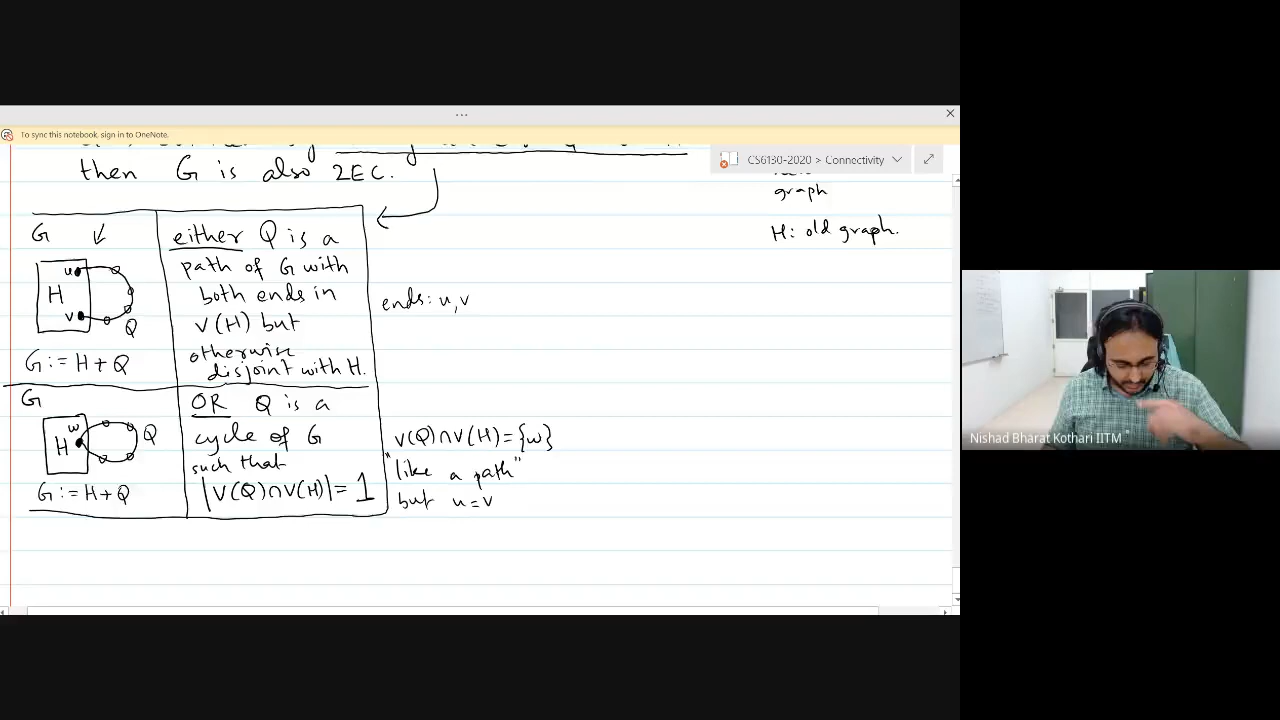 To sync this notebook, sign in to OneNote.
CS6130-2020 > Connectivity
then G is also 2EC.
graph
H: old graph.
G
H
u
v
Q
G := H + Q
either Q is a
path of G with
both ends in
V(H) but
otherwise
disjoint with H.
ends: u, v
G
H
w
Q
G := H + Q
OR Q is a
cycle of G
such that
|V(Q)∩V(H)| = 1
V(Q)∩V(H) = {w}
"like a path"
but u = v
Nishad Bharat Kothari IITM